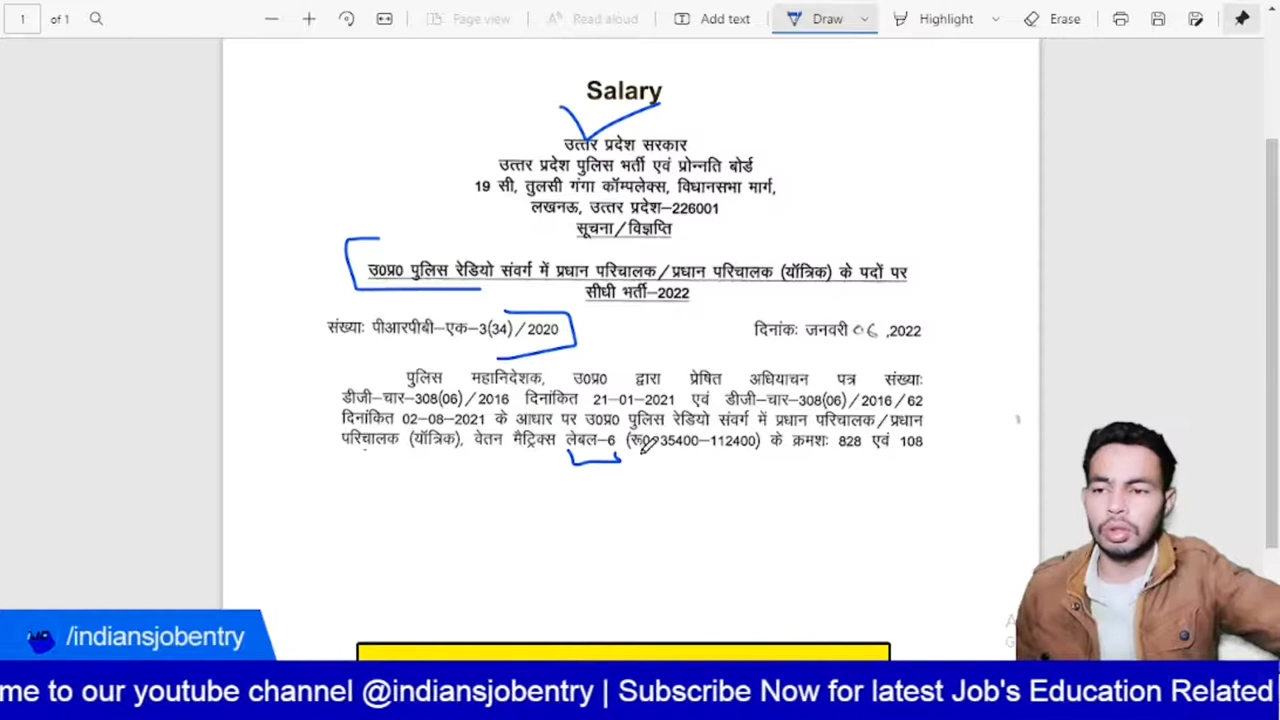 1 of 1 Page view Read aloud Add text Draw Highlight Erase
Salary
उत्तर प्रदेश सरकार
उत्तर प्रदेश पुलिस भर्ती एवं प्रोन्नति बोर्ड
19 सी, तुलसी गंगा कॉम्पलेक्स, विधानसभा मार्ग,
लखनऊ, उत्तर प्रदेश–226001
सूचना/विज्ञप्ति
उ0प्र0 पुलिस रेडियो संवर्ग में प्रधान परिचालक/प्रधान परिचालक (यॉत्रिक) के पदों पर
सीधी भर्ती–2022
संख्याः पीआरपीबी–एक–3(34)/2020 दिनांकः जनवरी 06 ,2022
पुलिस महानिदेशक, उ0प्र0 द्वारा प्रेषित अधियाचन पत्र संख्याः
डीजी–चार–308(06)/2016 दिनांकित 21-01-2021 एवं डीजी–चार–308(06)/2016/62
दिनांकित 02-08-2021 के आधार पर उ0प्र0 पुलिस रेडियो संवर्ग में प्रधान परिचालक/प्रधान
परिचालक (यॉत्रिक), वेतन मैट्रिक्स लेबल–6 (रू0 35400–112400) के क्रमशः 828 एवं 108
/indiansjobentry
me to our youtube channel @indiansjobentry | Subscribe Now for latest Job's Education Related